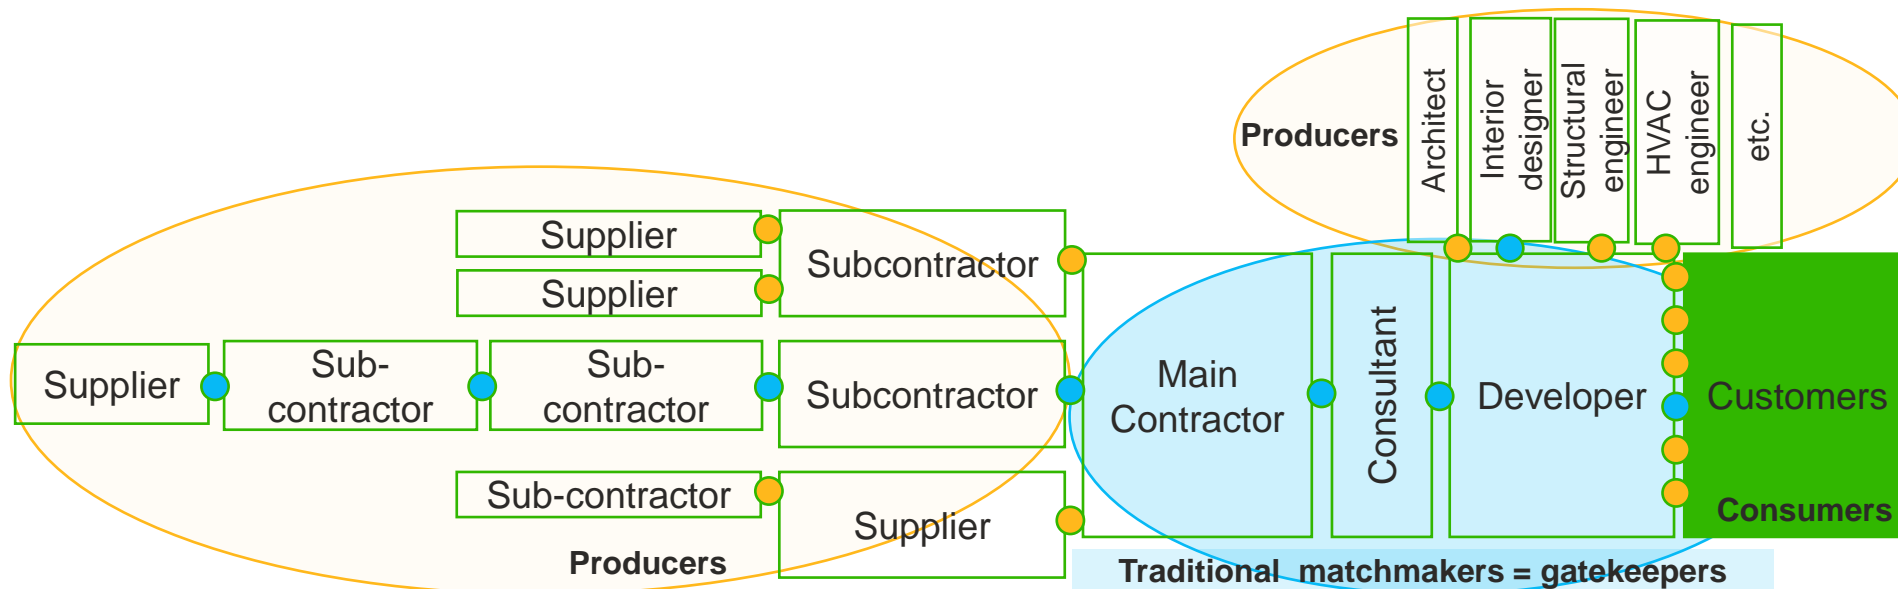 Producers
Architect
Interior
designer
Structural
engineer
HVAC
engineer
etc.
Supplier
Supplier
Subcontractor
Supplier
Sub-
contractor
Sub-
contractor
Subcontractor
Main
Contractor
Consultant
Developer
Customers
Sub-contractor
Supplier
Producers
Consumers
Traditional matchmakers = gatekeepers